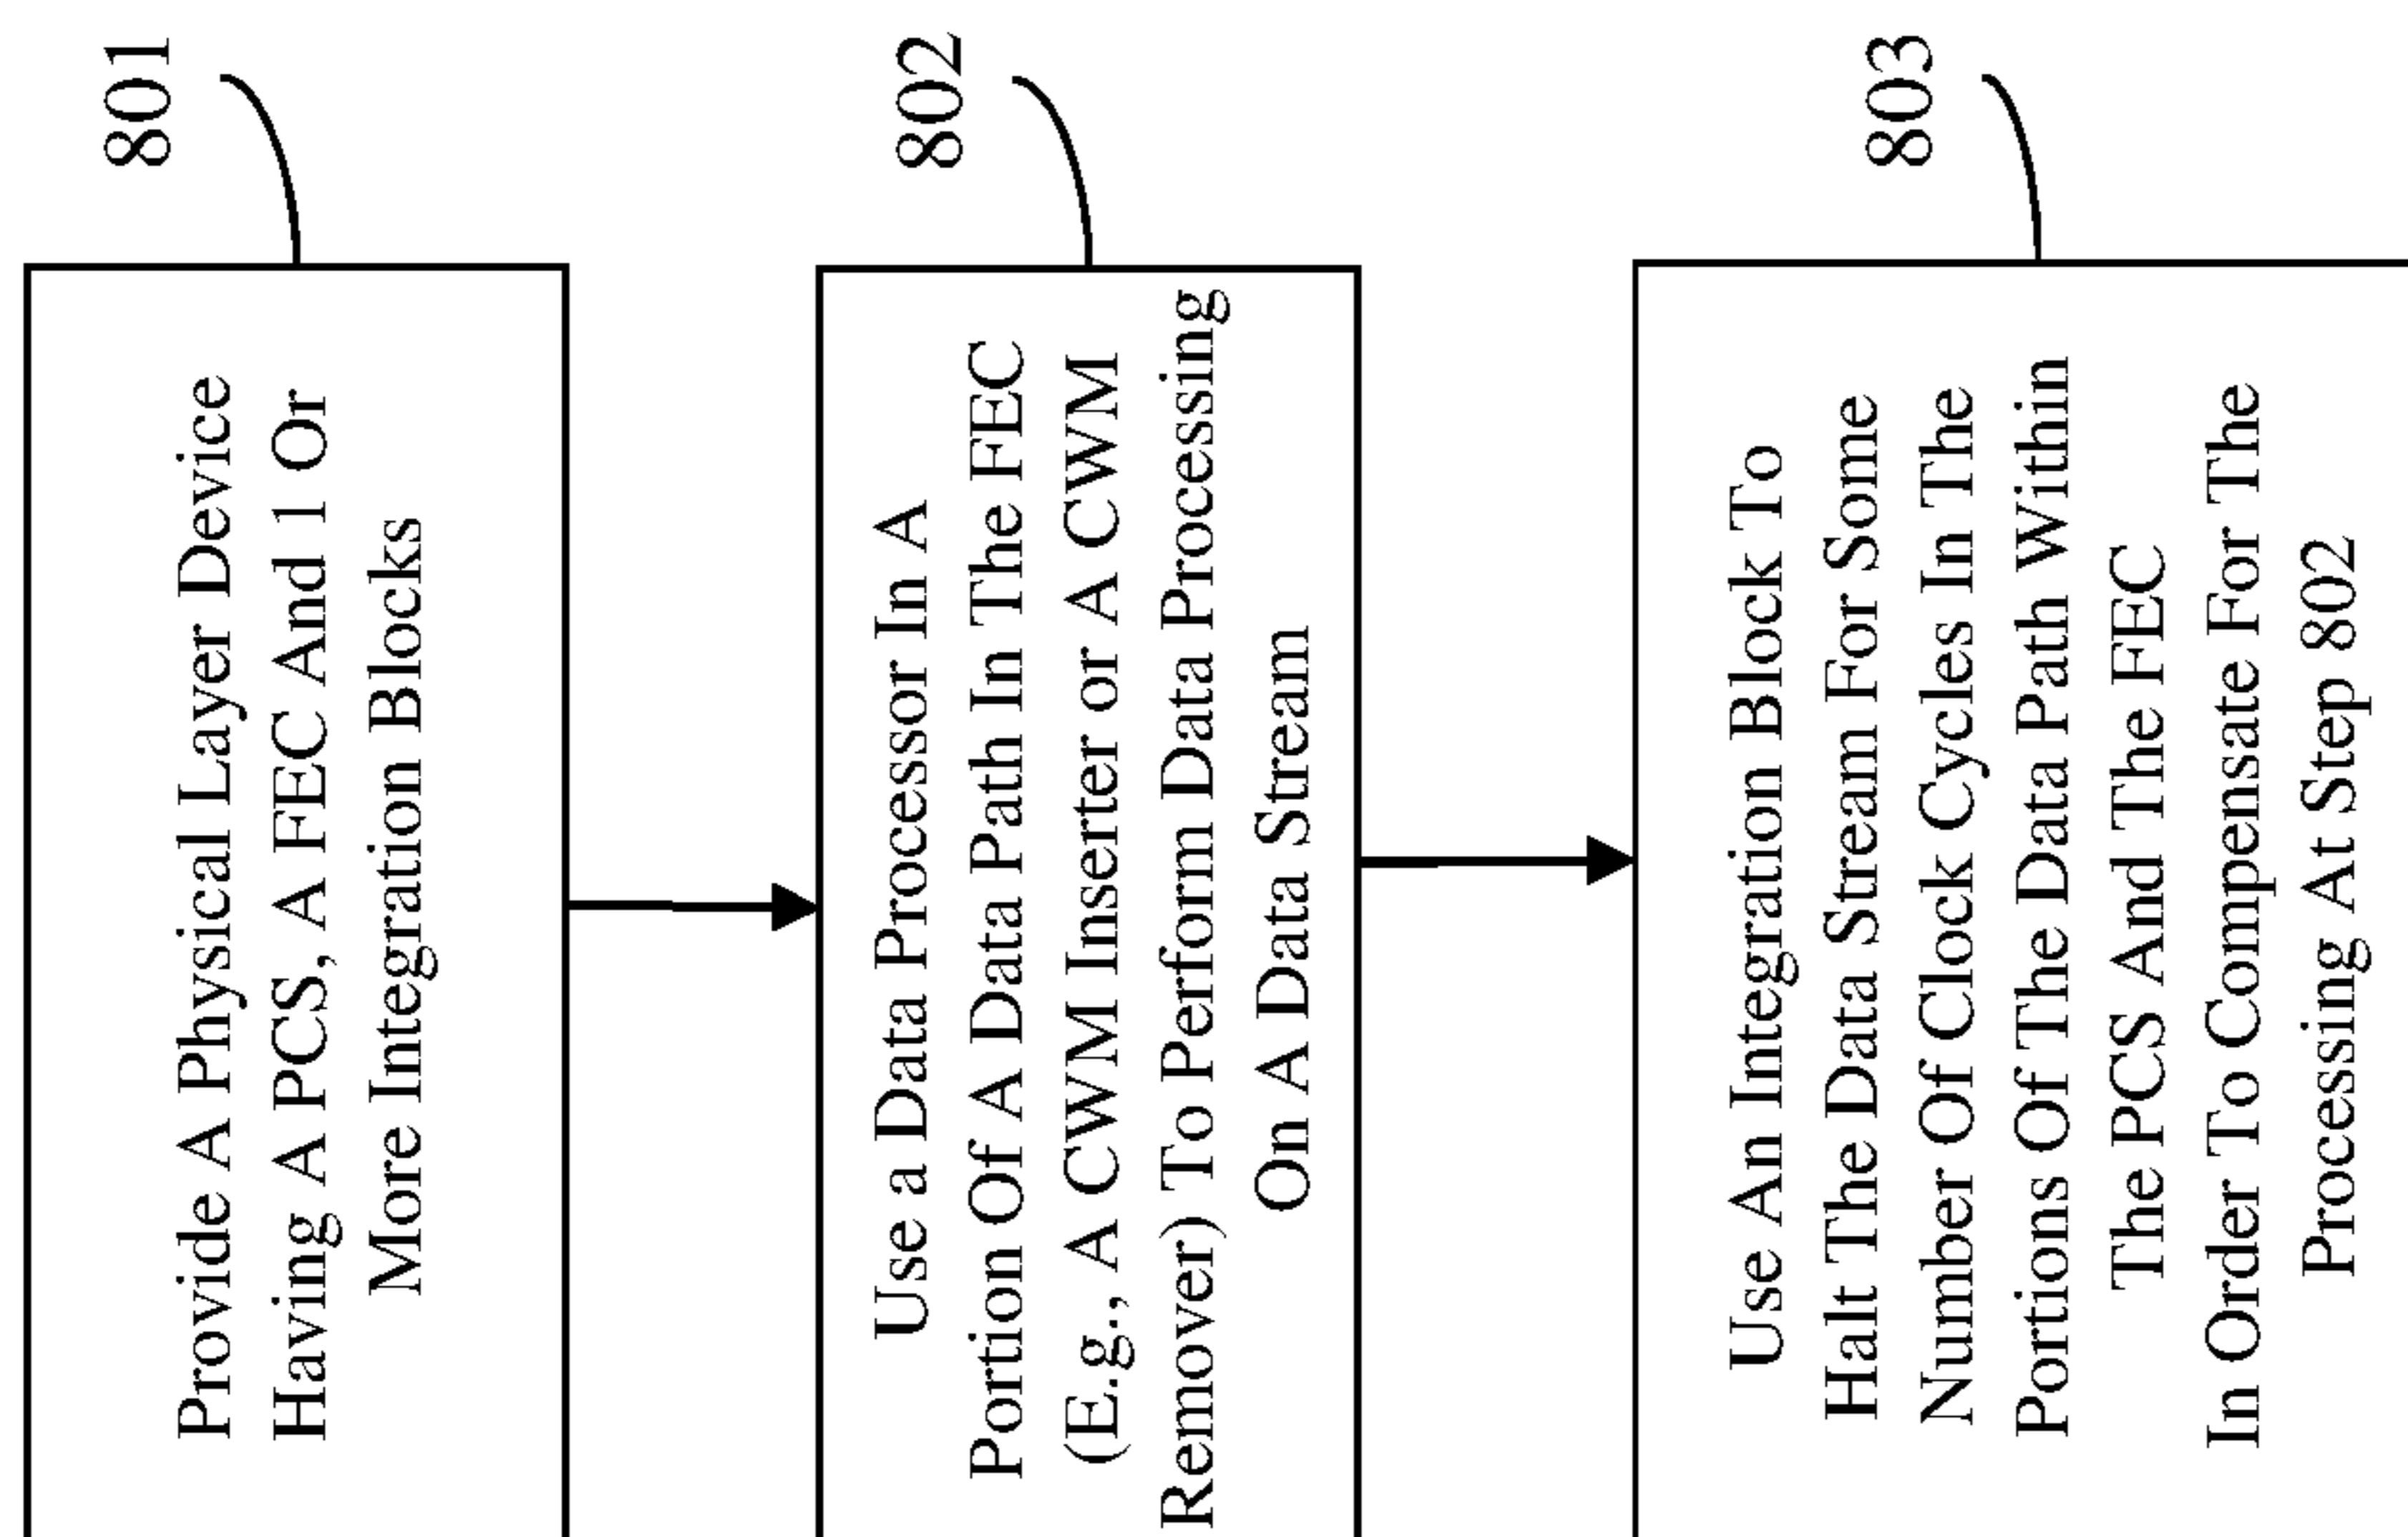 801
Provide A Physical Layer Device
Having A PCS, A FEC And 1 Or
More Integration Blocks
802
Use a Data Processor In A
Portion Of A Data Path In The FEC
(E.g., A CWM Inserter or A CWM
Remover) To Perform Data Processing
On A Data Stream
803
Use An Integration Block To
Halt The Data Stream For Some
Number Of Clock Cycles In The
Portions Of The Data Path Within
The PCS And The FEC
In Order To Compensate For The
Processing At Step 802